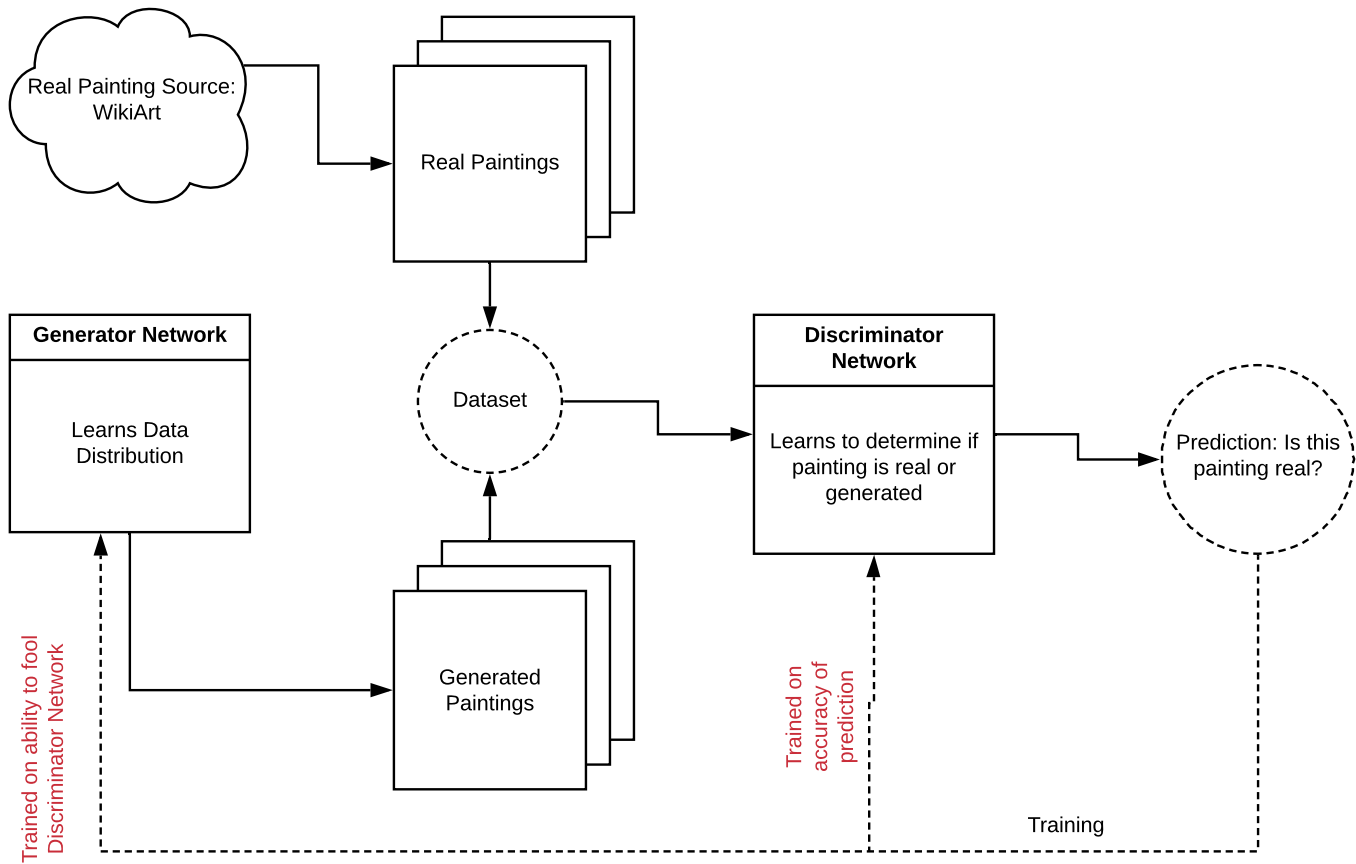 Real Painting Source:
WikiArt
Real Paintings
Generator Network
Learns Data
Distribution
Dataset
Discriminator
Network
Learns to determine if
painting is real or
generated
Prediction: Is this
painting real?
Generated
Paintings
Trained on ability to fool
Discriminator Network
Trained on
accuracy of
prediction
Training